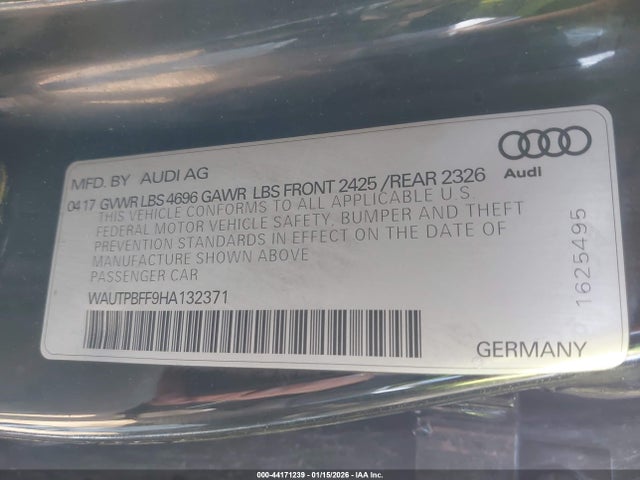 MFD. BY AUDI AG
0417 GVWR LBS 4696 GAWR LBS FRONT 2425 / REAR 2326
THIS VEHICLE CONFORMS TO ALL APPLICABLE U.S.
FEDERAL MOTOR VEHICLE SAFETY, BUMPER AND THEFT
PREVENTION STANDARDS IN EFFECT ON THE DATE OF
MANUFACTURE SHOWN ABOVE
PASSENGER CAR
WAUTPBFF9HA132371
Audi
1625495
GERMANY
000-44171239 - 01/15/2026 - IAA Inc.